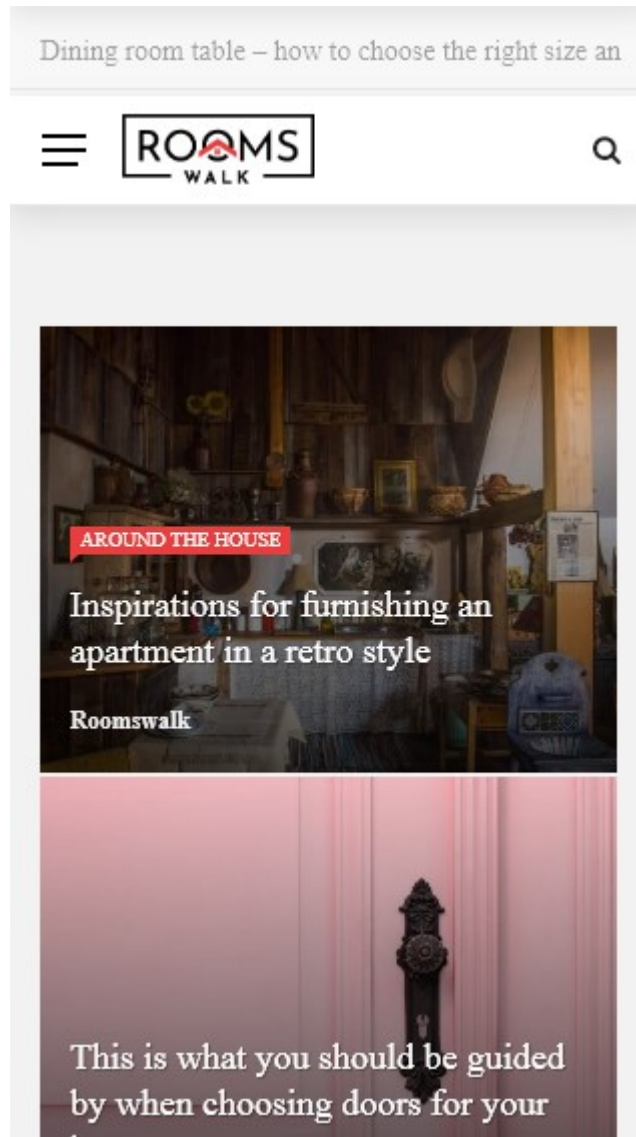 Dining room table – how to choose the right size an
ROOMS
WALK
AROUND THE HOUSE
Inspirations for furnishing an
apartment in a retro style
Roomswalk
This is what you should be guided
by when choosing doors for your